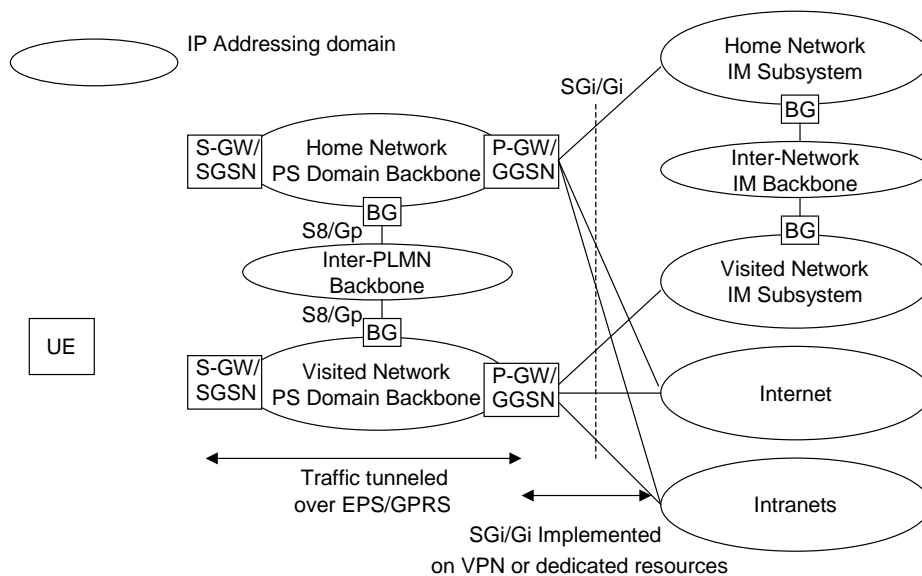 IP Addressing domain
Home Network
IM Subsystem
SGi/Gi
BG
S-GW/
SGSN
Home Network
PS Domain Backbone
P-GW/
GGSN
Inter-Network
IM Backbone
BG
S8/Gp
BG
Inter-PLMN
Backbone
Visited Network
IM Subsystem
S8/Gp
BG
UE
S-GW/
SGSN
Visited Network
PS Domain Backbone
P-GW/
GGSN
Internet
Traffic tunneled
over EPS/GPRS
Intranets
SGi/Gi Implemented
on VPN or dedicated resources